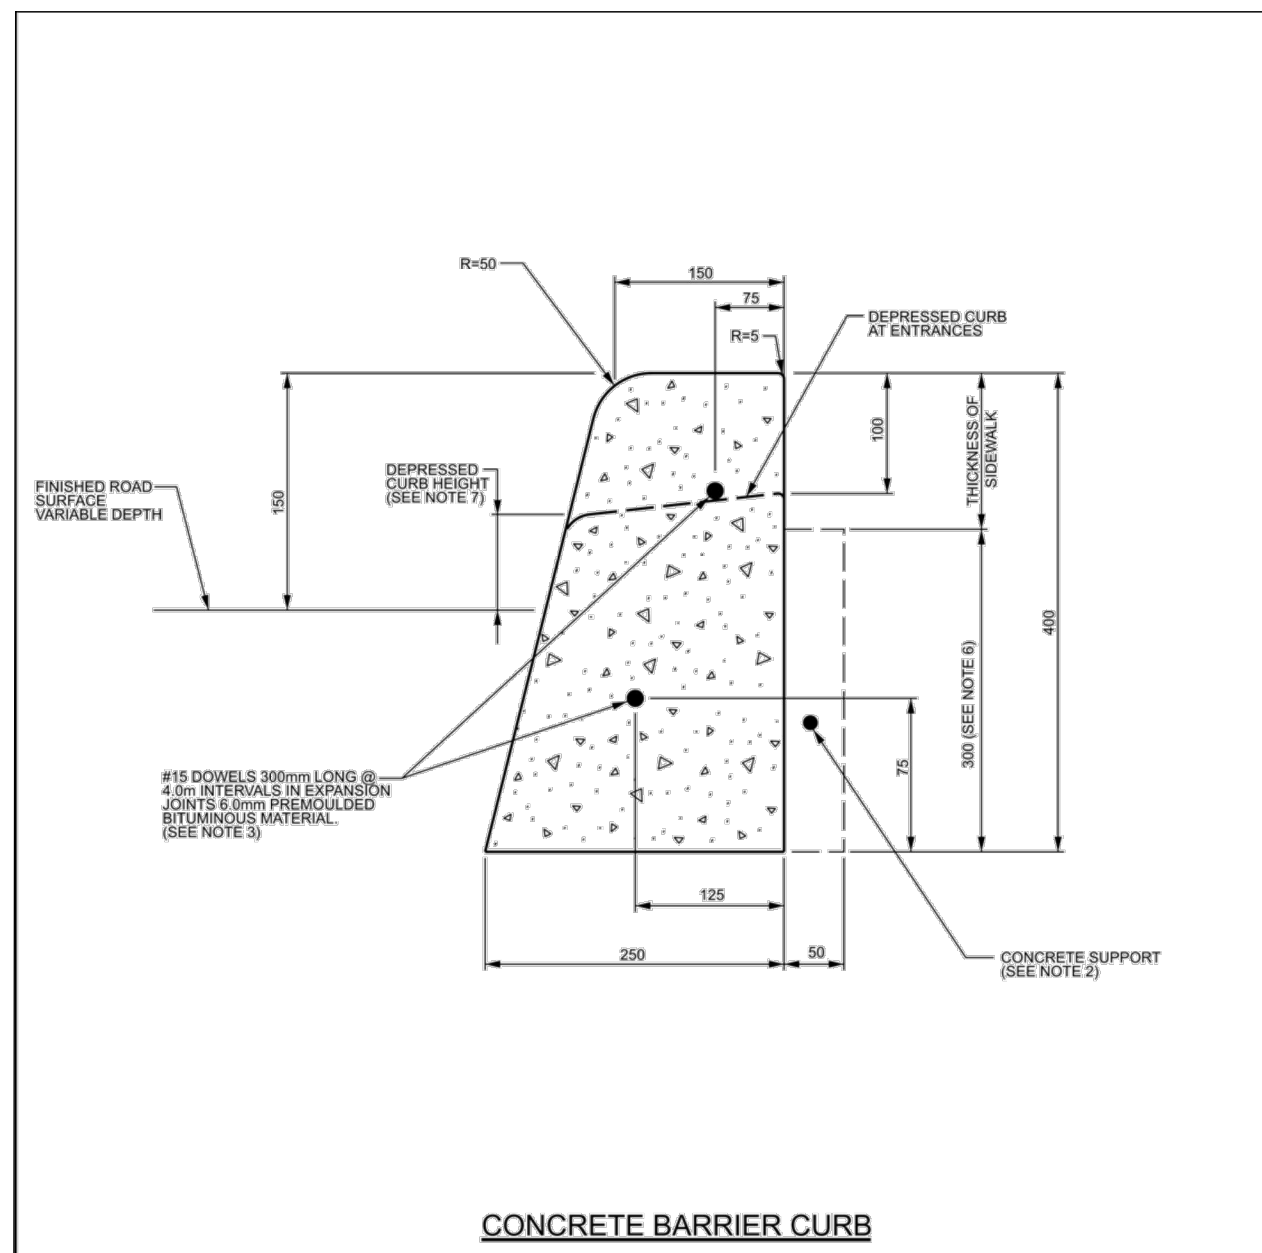 R=50
150
75
R=5
DEPRESSED CURB
AT ENTRANCES
THICKNESS OF
SIDEWALK
100
150
DEPRESSED
CURB HEIGHT
(SEE NOTE 7)
FINISHED ROAD
SURFACE
VARIABLE DEPTH
400
300 (SEE NOTE 6)
75
#15 DOWELS 300mm LONG @
4.0m INTERVALS IN EXPANSION
JOINTS 6.0mm PREMOULDED
BITUMINOUS MATERIAL.
(SEE NOTE 3)
125
250
50
CONCRETE SUPPORT
(SEE NOTE 2)
CONCRETE BARRIER CURB